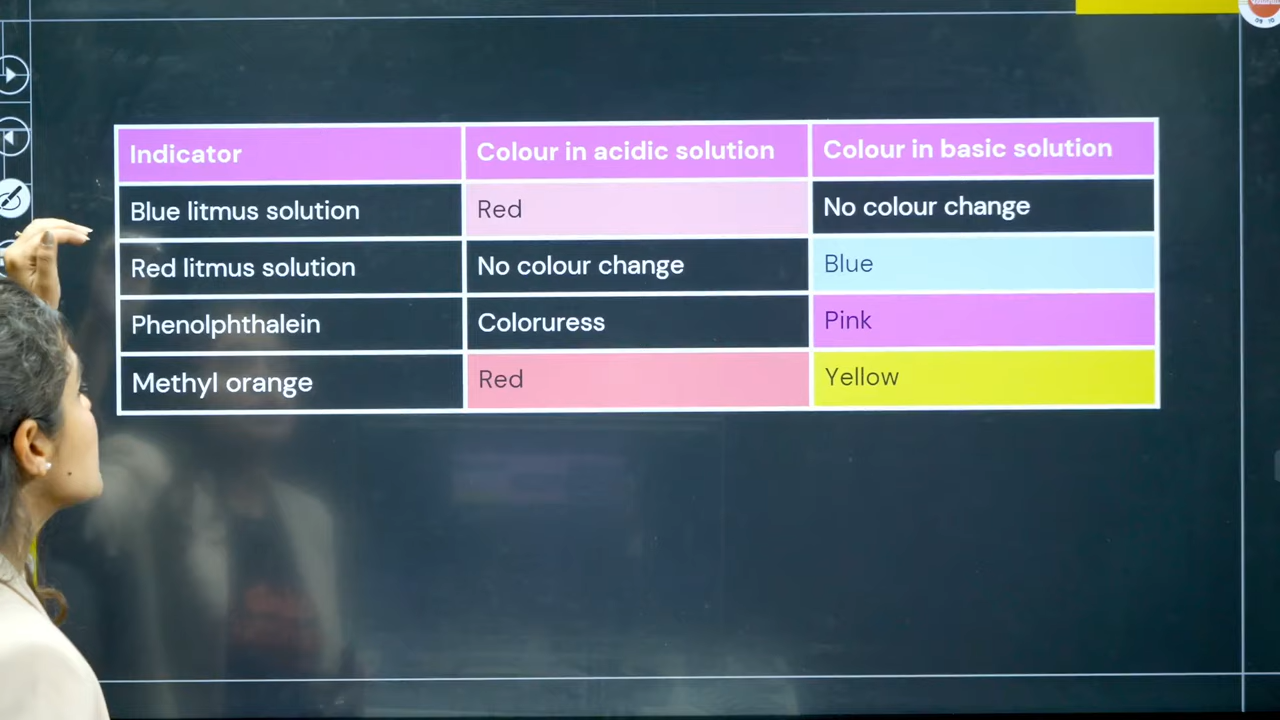 Indicator
Colour in acidic solution
Colour in basic solution
Blue litmus solution
Red
No colour change
Red litmus solution
No colour change
Blue
Phenolphthalein
Coloruress
Pink
Methyl orange
Red
Yellow